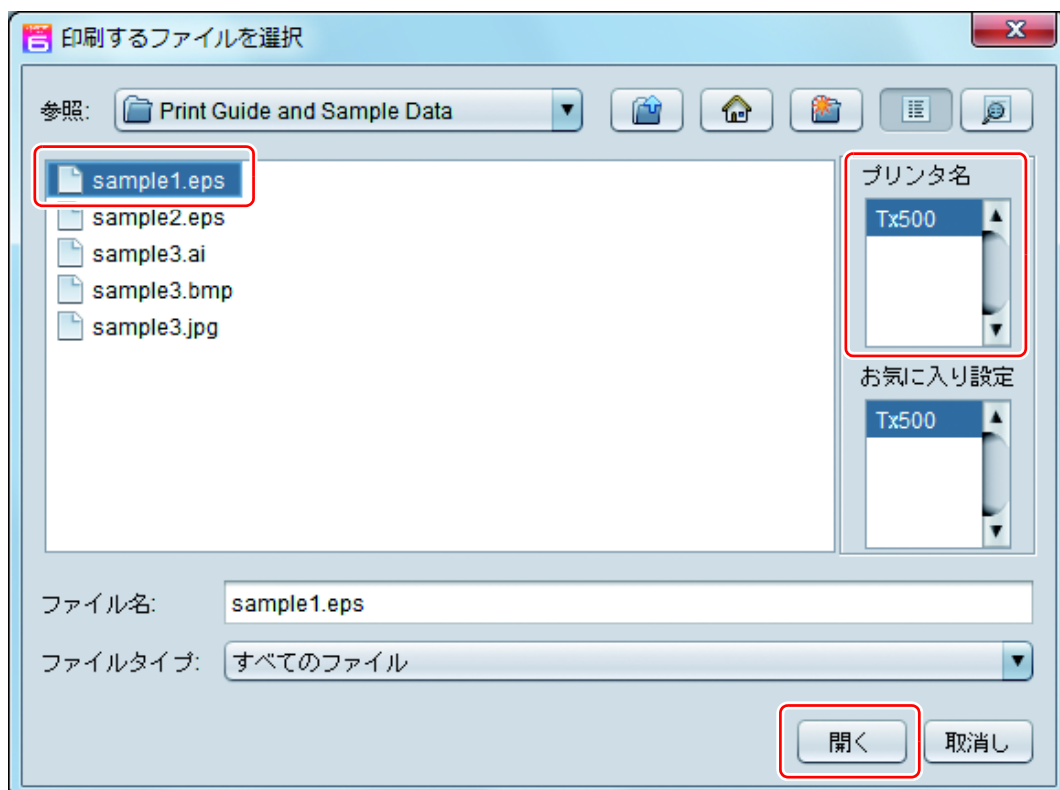 印刷するファイルを選択
参照: Print Guide and Sample Data
sample1.eps
sample2.eps
sample3.ai
sample3.bmp
sample3.jpg
プリンタ名
Tx500
お気に入り設定
Tx500
ファイル名: sample1.eps
ファイルタイプ: すべてのファイル
開く 取消し